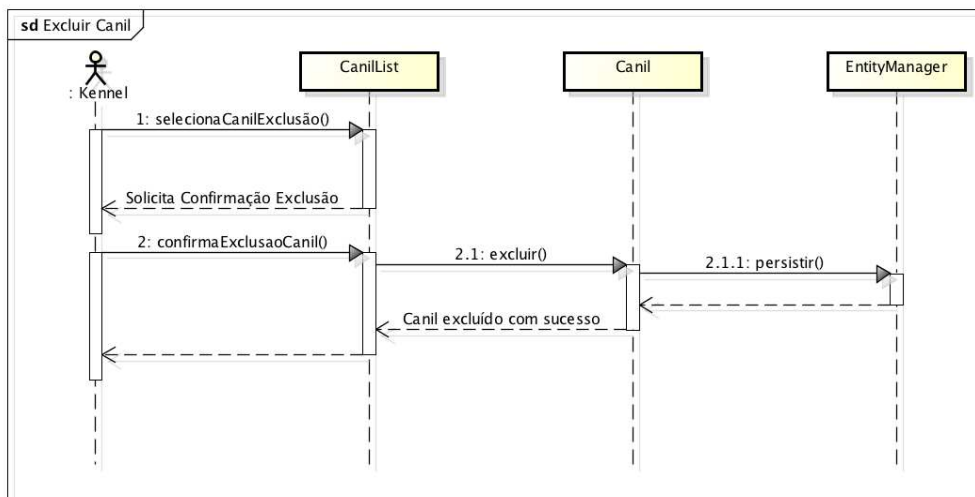 sd Excluir Canil
CanilList
Canil
EntityManager
: Kennel
1: selecionaCanilExclusão()
Solicita Confirmação Exclusão
2: confirmaExclusaoCanil()
2.1: excluir()
2.1.1: persistir()
Canil excluído com sucesso